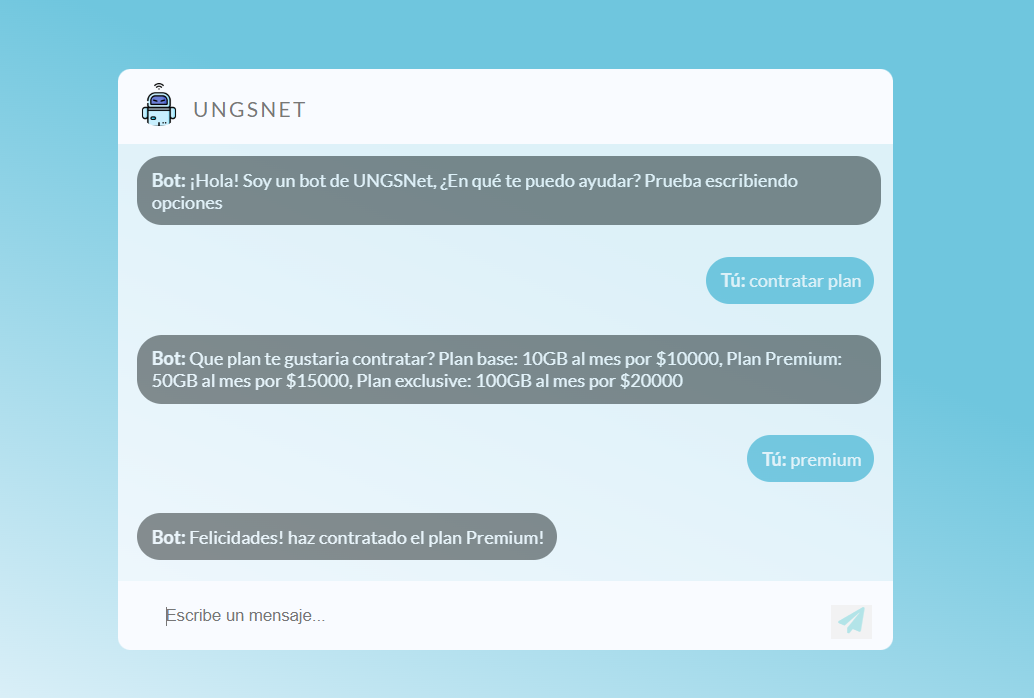 UNGSNET
Bot: ¡Hola! Soy un bot de UNGSNet, ¿En qué te puedo ayudar? Prueba escribiendo
opciones
Tú: contratar plan
Bot: Que plan te gustaria contratar? Plan base: 10GB al mes por $10000, Plan Premium:
50GB al mes por $15000, Plan exclusive: 100GB al mes por $20000
Tú: premium
Bot: Felicidades! haz contratado el plan Premium!
Escribe un mensaje...